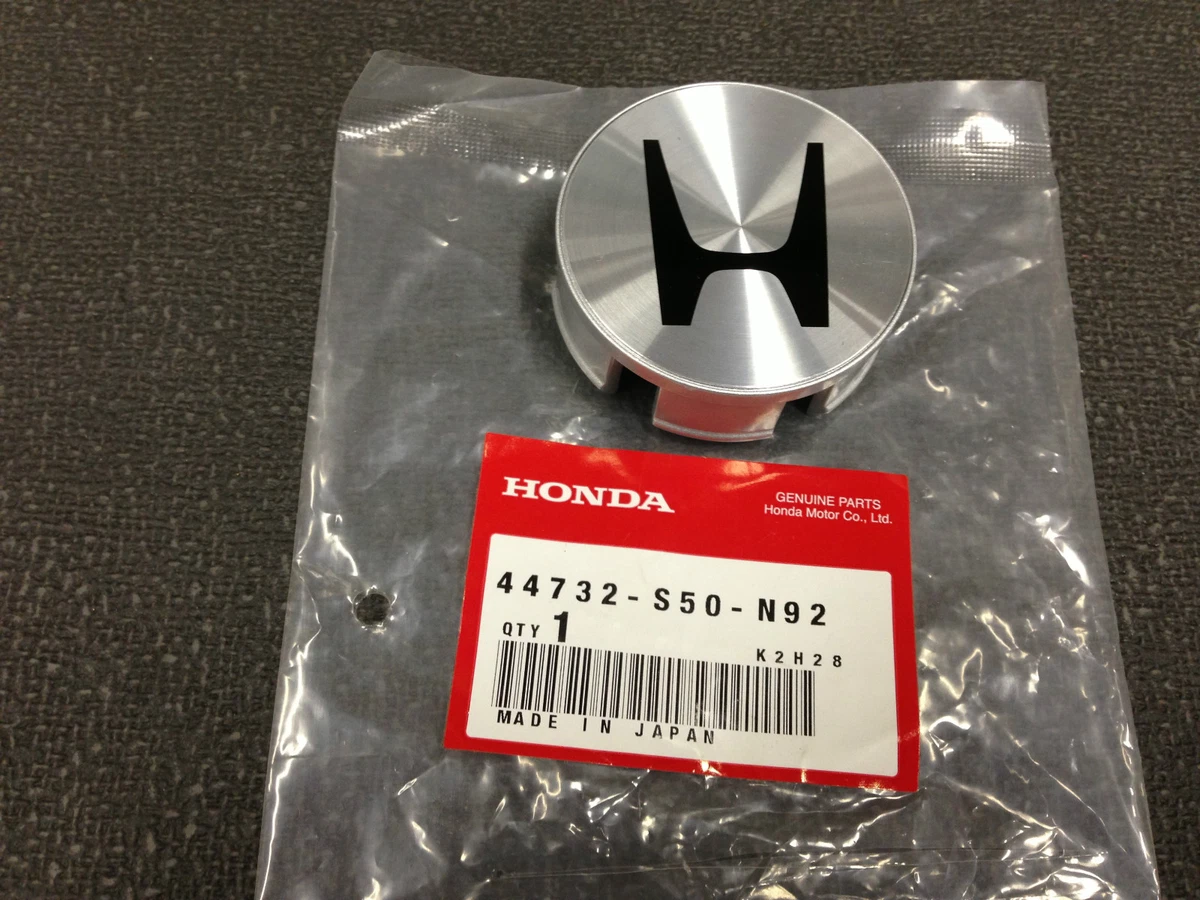 HONDA
GENUINE PARTS
Honda Motor Co., Ltd.
44732-S50-N92
QTY 1
K2H28
MADE IN JAPAN